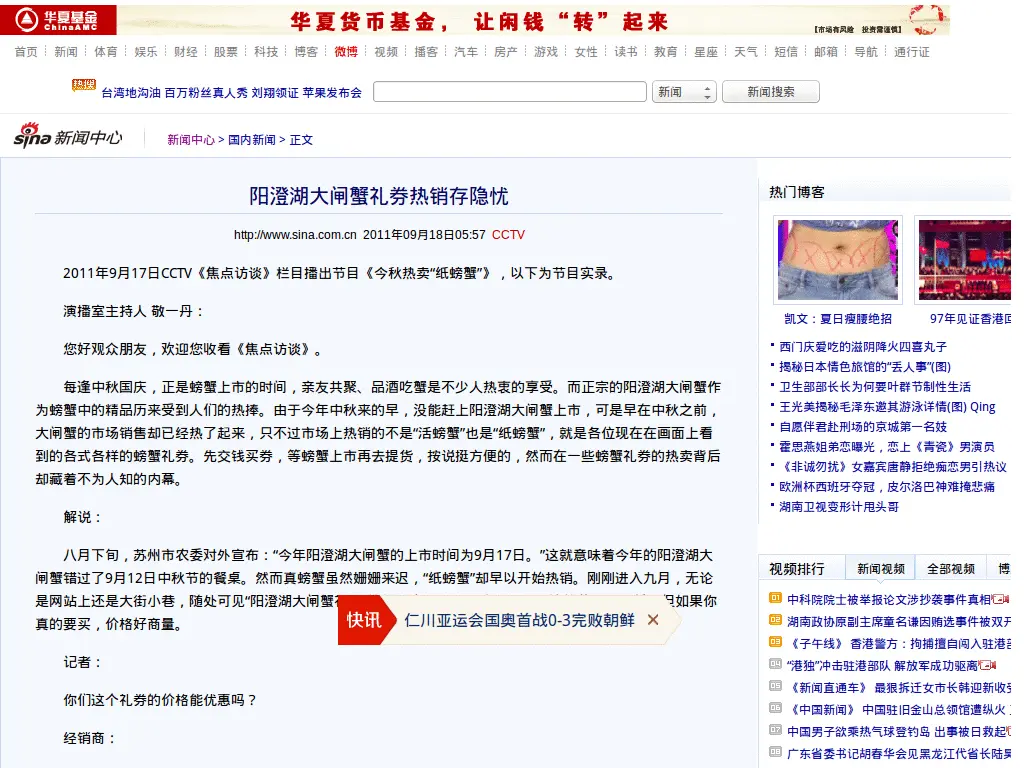 华夏基金
ChinaAMC
华夏货币基金， 让闲钱“转”起来
【市场有风险 投资需谨慎】
首页 新闻 体育 娱乐 财经 股票 科技 博客 微博 视频 播客 汽车 房产 游戏 女性 读书 教育 星座 天气 短信 邮箱 导航 通行证
热搜 台湾地沟油 百万粉丝真人秀 刘翔领证 苹果发布会 新闻 新闻搜索
sina 新闻中心 新闻中心 > 国内新闻 > 正文
阳澄湖大闸蟹礼券热销存隐忧
http://www.sina.com.cn 2011年09月18日05:57 CCTV
2011年9月17日CCTV《焦点访谈》栏目播出节目《今秋热卖“纸螃蟹”》，以下为节目实录。
演播室主持人 敬一丹：
您好观众朋友，欢迎您收看《焦点访谈》。
每逢中秋国庆，正是螃蟹上市的时间，亲友共聚、品酒吃蟹是不少人热衷的享受。而正宗的阳澄湖大闸蟹作
为螃蟹中的精品历来受到人们的热捧。由于今年中秋来的早，没能赶上阳澄湖大闸蟹上市，可是早在中秋之前，
大闸蟹的市场销售却已经热了起来，只不过市场上热销的不是“活螃蟹”也是“纸螃蟹”，就是各位现在在画面上看
到的各式各样的螃蟹礼券。先交钱买券，等螃蟹上市再去提货，按说挺方便的，然而在一些螃蟹礼券的热卖背后
却藏着不为人知的内幕。
解说：
八月下旬，苏州市农委对外宣布：“今年阳澄湖大闸蟹的上市时间为9月17日。”这就意味着今年的阳澄湖大
闸蟹错过了9月12日中秋节的餐桌。然而真螃蟹虽然姗姗来迟，“纸螃蟹”却早以开始热销。刚刚进入九月，无论
是网站上还是大街小巷，随处可见“阳澄湖大闸蟹 但如果你
真的要买，价格好商量。
快讯 仁川亚运会国奥首战0-3完败朝鲜 ×
记者：
你们这个礼券的价格能优惠吗？
经销商：
热门博客
凯文：夏日瘦腰绝招 97年见证香港回
西门庆爱吃的滋阴降火四喜丸子
揭秘日本情色旅馆的“丢人事”(图)
卫生部部长长为何要叶群节制性生活
王光美揭秘毛泽东邀其游泳详情(图) Qing
自愿伴君赴刑场的京城第一名妓
霍思燕姐弟恋曝光，恋上《青瓷》男演员
《非诚勿扰》女嘉宾唐静拒绝痴恋男引热议
欧洲杯西班牙夺冠，皮尔洛巴神难掩悲痛
湖南卫视变形计甩头哥
视频排行 新闻视频 全部视频 博
01 中科院院士被举报论文涉抄袭事件真相
02 湖南政协原副主席童名谦因贿选事件被双开
03 《子午线》 香港警方：拘捕擅自闯入驻港部
04 “港独”冲击驻港部队 解放军成功驱离
05 《新闻直通车》 最狠拆迁女市长韩迎新收受
06 《中国新闻》 中国驻旧金山总领馆遭纵火
07 中国男子欲乘热气球登钓岛 出事被日救起
08 广东省委书记胡春华会见黑龙江代省长陆昊